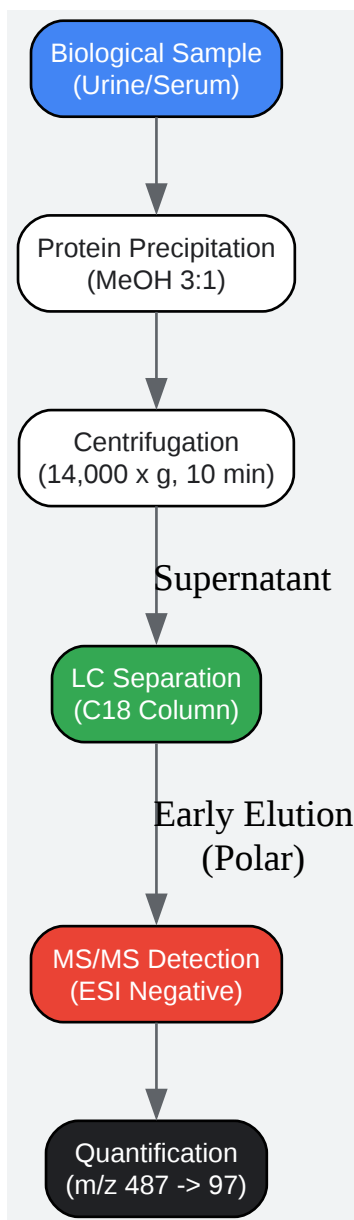 Biological Sample
(Urine/Serum)
Protein Precipitation
(MeOH 3:1)
Centrifugation
(14,000 x g, 10 min)
Supernatant
LC Separation
(C18 Column)
Early Elution
(Polar)
MS/MS Detection
(ESI Negative)
Quantification
(m/z 487 -> 97)